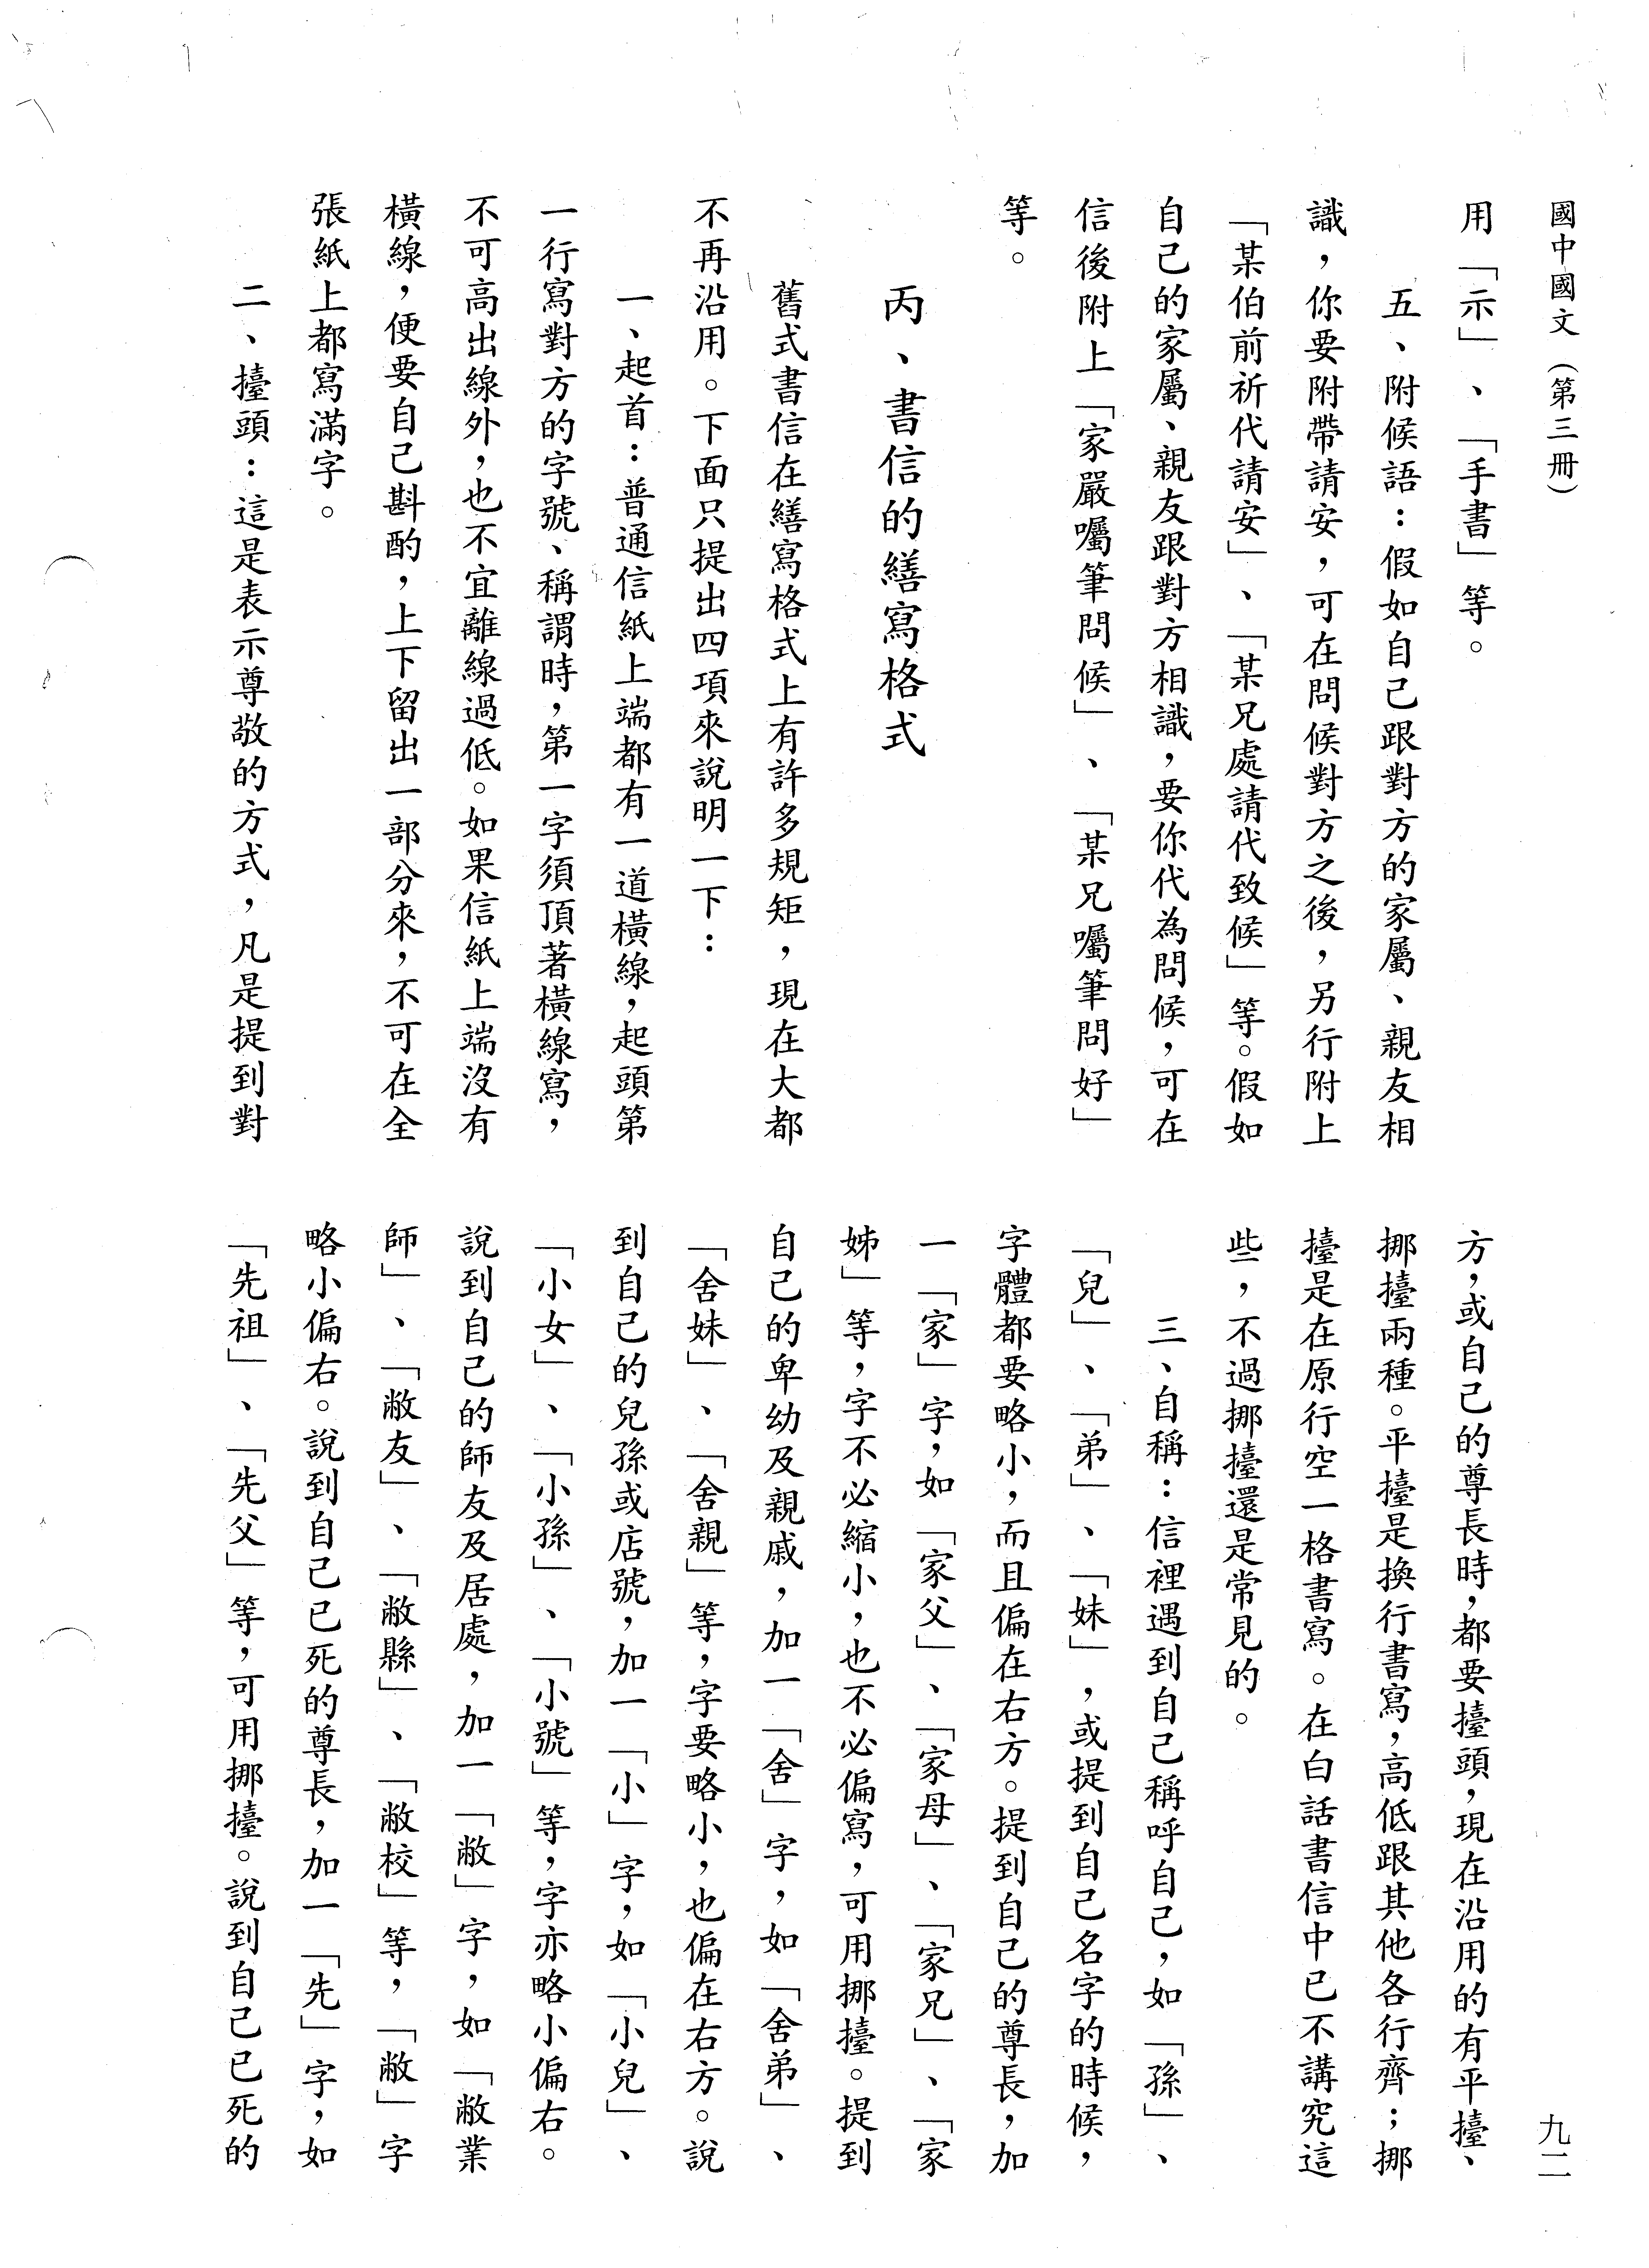 國中國文（第三冊）
九二
用「示」、「手書」等。
五、附候語：假如自己跟對方的家屬、親友相
識，你要附帶請安，可在問候對方之後，另行附上
「某伯前祈代請安」、「某兄處請代致候」等。假如
自己的家屬、親友跟對方相識，要你代為問候，可在
信後附上「家嚴囑筆問候」、「某兄囑筆問好」
等。
丙、書信的繕寫格式
舊式書信在繕寫格式上有許多規矩，現在大都
不再沿用。下面只提出四項來說明一下：
一、起首：普通信紙上端都有一道橫線，起頭第
一行寫對方的字號、稱謂時，第一字須頂著橫線寫，
不可高出線外，也不宜離線過低。如果信紙上端沒有
橫線，便要自己斟酌，上下留出一部分來，不可在全
張紙上都寫滿字。
二、擡頭：這是表示尊敬的方式，凡是提到對
方，或自己的尊長時，都要擡頭，現在沿用的有平擡、
挪擡兩種。平擡是換行書寫，高低跟其他各行齊；挪
擡是在原行空一格書寫。在白話書信中已不講究這
些，不過挪擡還是常見的。
三、自稱：信裡遇到自己稱呼自己，如「孫」、
「兒」、「弟」、「妹」，或提到自己名字的時候，
字體都要略小，而且偏在右方。提到自己的尊長，加
一「家」字，如「家父」、「家母」、「家兄」、「家
姊」等，字不必縮小，也不必偏寫，可用挪擡。提到
自己的卑幼及親戚，加一「舍」字，如「舍弟」、
「舍妹」、「舍親」等，字要略小，也偏在右方。說
到自己的兒孫或店號，加一「小」字，如「小兒」、
「小女」、「小孫」、「小號」等，字亦略小偏右。
說到自己的師友及居處，加一「敝」字，如「敝業
師」、「敝友」、「敝縣」、「敝校」等，「敝」字
略小偏右。說到自己已死的尊長，加一「先」字，如
「先祖」、「先父」等，可用挪擡。說到自己已死的